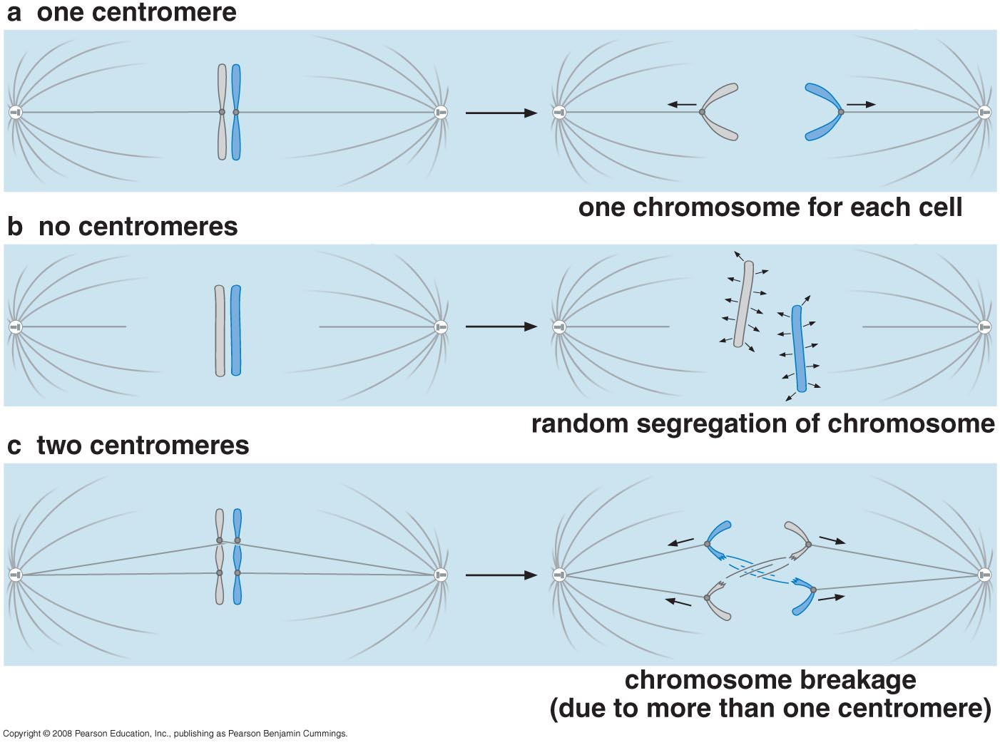 a one centromere
one chromosome for each cell
b no centromeres
random segregation of chromosome
c two centromeres
chromosome breakage
(due to more than one centromere)
Copyright © 2008 Pearson Education, Inc., publishing as Pearson Benjamin Cummings.